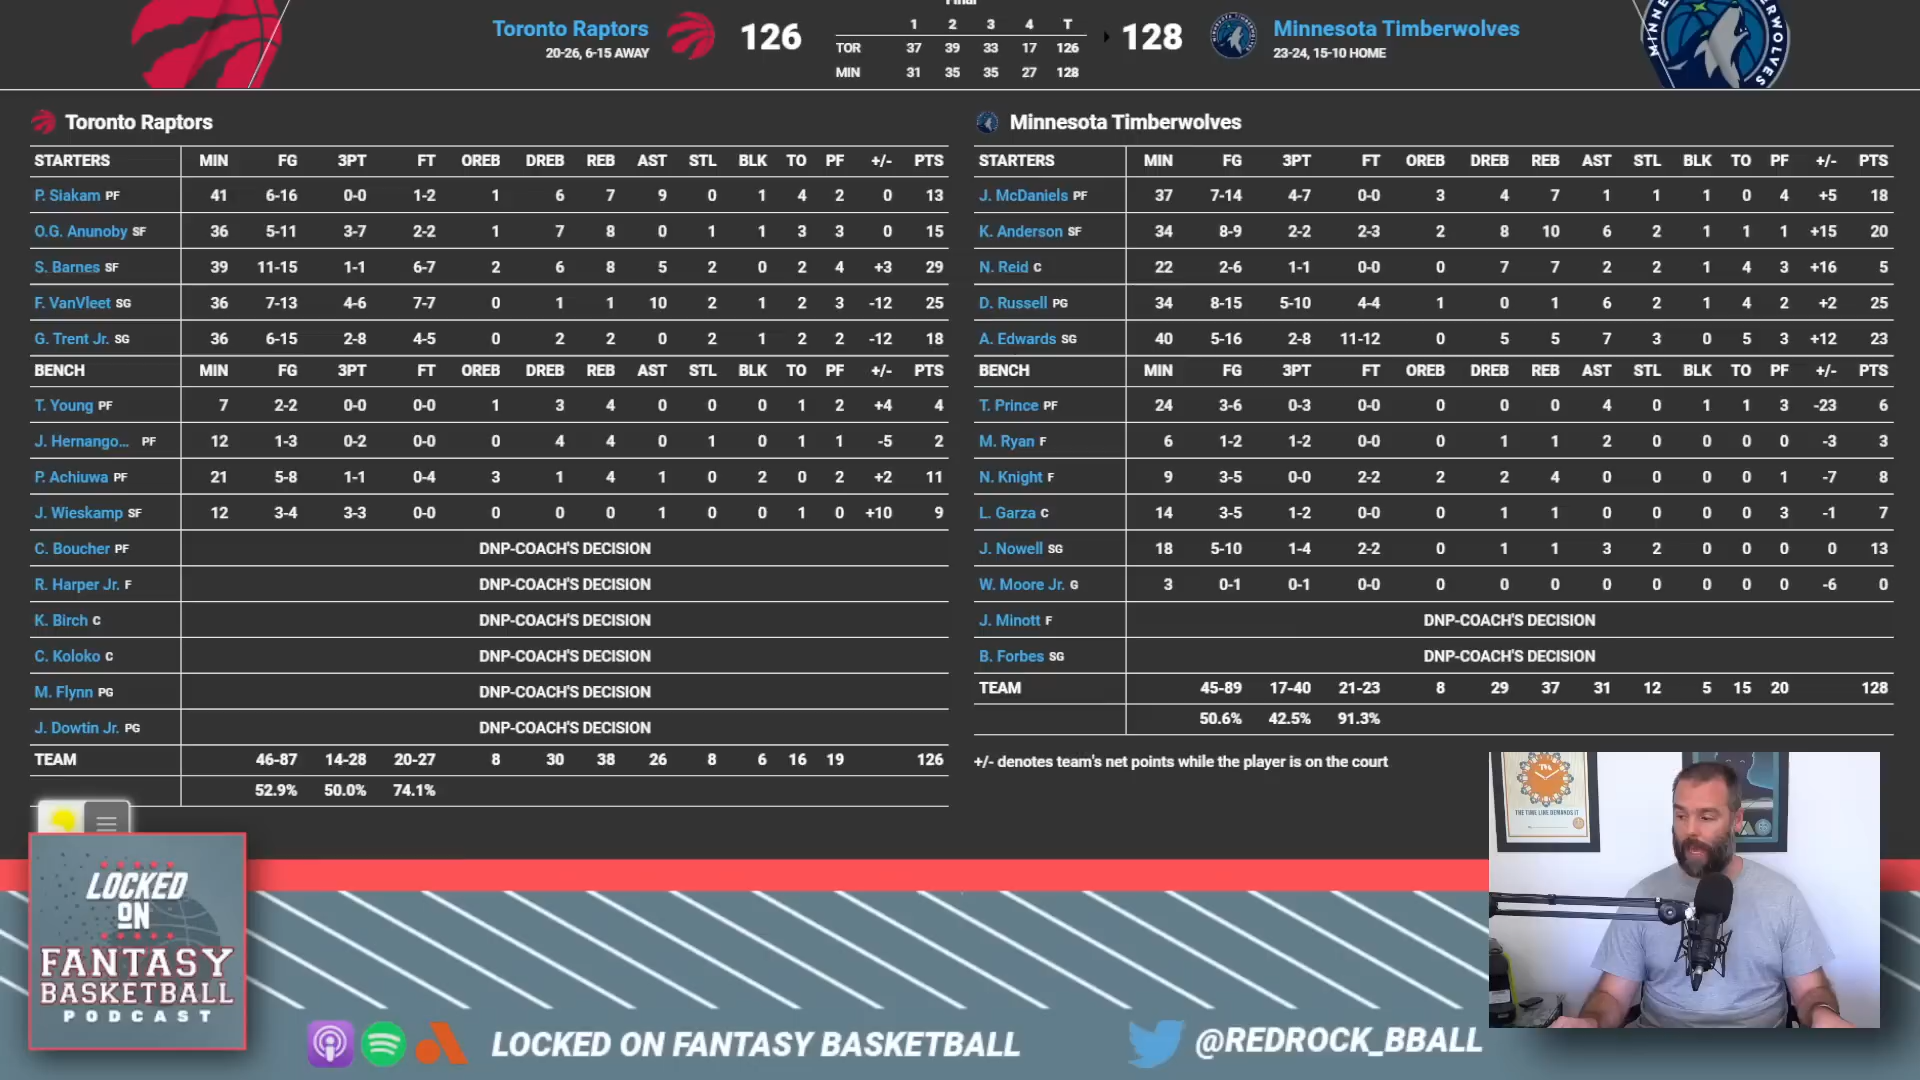 Final
Toronto Raptors
20-26, 6-15 AWAY
126
1 2 3 4 T
TOR 37 39 33 17 126
MIN 31 35 35 27 128
128
Minnesota Timberwolves
23-24, 15-10 HOME
MINNESOTA TIMBERWOLVES
Toronto Raptors
STARTERS MIN FG 3PT FT OREB DREB REB AST STL BLK TO PF +/- PTS
P. Siakam PF 41 6-16 0-0 1-2 1 6 7 9 0 1 4 2 0 13
O.G. Anunoby SF 36 5-11 3-7 2-2 1 7 8 0 1 1 3 3 0 15
S. Barnes SF 39 11-15 1-1 6-7 2 6 8 5 2 0 2 4 +3 29
F. VanVleet SG 36 7-13 4-6 7-7 0 1 1 10 2 1 2 3 -12 25
G. Trent Jr. SG 36 6-15 2-8 4-5 0 2 2 0 2 1 2 2 -12 18
BENCH MIN FG 3PT FT OREB DREB REB AST STL BLK TO PF +/- PTS
T. Young PF 7 2-2 0-0 0-0 1 3 4 0 0 0 1 2 +4 4
J. Hernango... PF 12 1-3 0-2 0-0 0 4 4 0 1 0 1 1 -5 2
P. Achiuwa PF 21 5-8 1-1 0-4 3 1 4 1 0 2 0 2 +2 11
J. Wieskamp SF 12 3-4 3-3 0-0 0 0 0 1 0 0 1 0 +10 9
C. Boucher PF DNP-COACH'S DECISION
R. Harper Jr. F DNP-COACH'S DECISION
K. Birch C DNP-COACH'S DECISION
C. Koloko C DNP-COACH'S DECISION
M. Flynn PG DNP-COACH'S DECISION
J. Dowtin Jr. PG DNP-COACH'S DECISION
TEAM 46-87 14-28 20-27 8 30 38 26 8 6 16 19 126
52.9% 50.0% 74.1%
Minnesota Timberwolves
STARTERS MIN FG 3PT FT OREB DREB REB AST STL BLK TO PF +/- PTS
J. McDaniels PF 37 7-14 4-7 0-0 3 4 7 1 1 1 0 4 +5 18
K. Anderson SF 34 8-9 2-2 2-3 2 8 10 6 2 1 1 1 +15 20
N. Reid C 22 2-6 1-1 0-0 0 7 7 2 2 1 4 3 +16 5
D. Russell PG 34 8-15 5-10 4-4 1 0 1 6 2 1 4 2 +2 25
A. Edwards SG 40 5-16 2-8 11-12 0 5 5 7 3 0 5 3 +12 23
BENCH MIN FG 3PT FT OREB DREB REB AST STL BLK TO PF +/- PTS
T. Prince PF 24 3-6 0-3 0-0 0 0 0 4 0 1 1 3 -23 6
M. Ryan F 6 1-2 1-2 0-0 0 1 1 2 0 0 0 0 -3 3
N. Knight F 9 3-5 0-0 2-2 2 2 4 0 0 0 0 1 -7 8
L. Garza C 14 3-5 1-2 0-0 0 1 1 0 0 0 0 3 -1 7
J. Nowell SG 18 5-10 1-4 2-2 0 1 1 3 2 0 0 0 0 13
W. Moore Jr. G 3 0-1 0-1 0-0 0 0 0 0 0 0 0 0 -6 0
J. Minott F DNP-COACH'S DECISION
B. Forbes SG DNP-COACH'S DECISION
TEAM 45-89 17-40 21-23 8 29 37 31 12 5 15 20 128
50.6% 42.5% 91.3%
+/- denotes team's net points while the player is on the court
THE TIME LIKE DEMANDS IT
LOCKED
ON
FANTASY
BASKETBALL
PODCAST
LOCKED ON FANTASY BASKETBALL
@REDROCK_BBALL